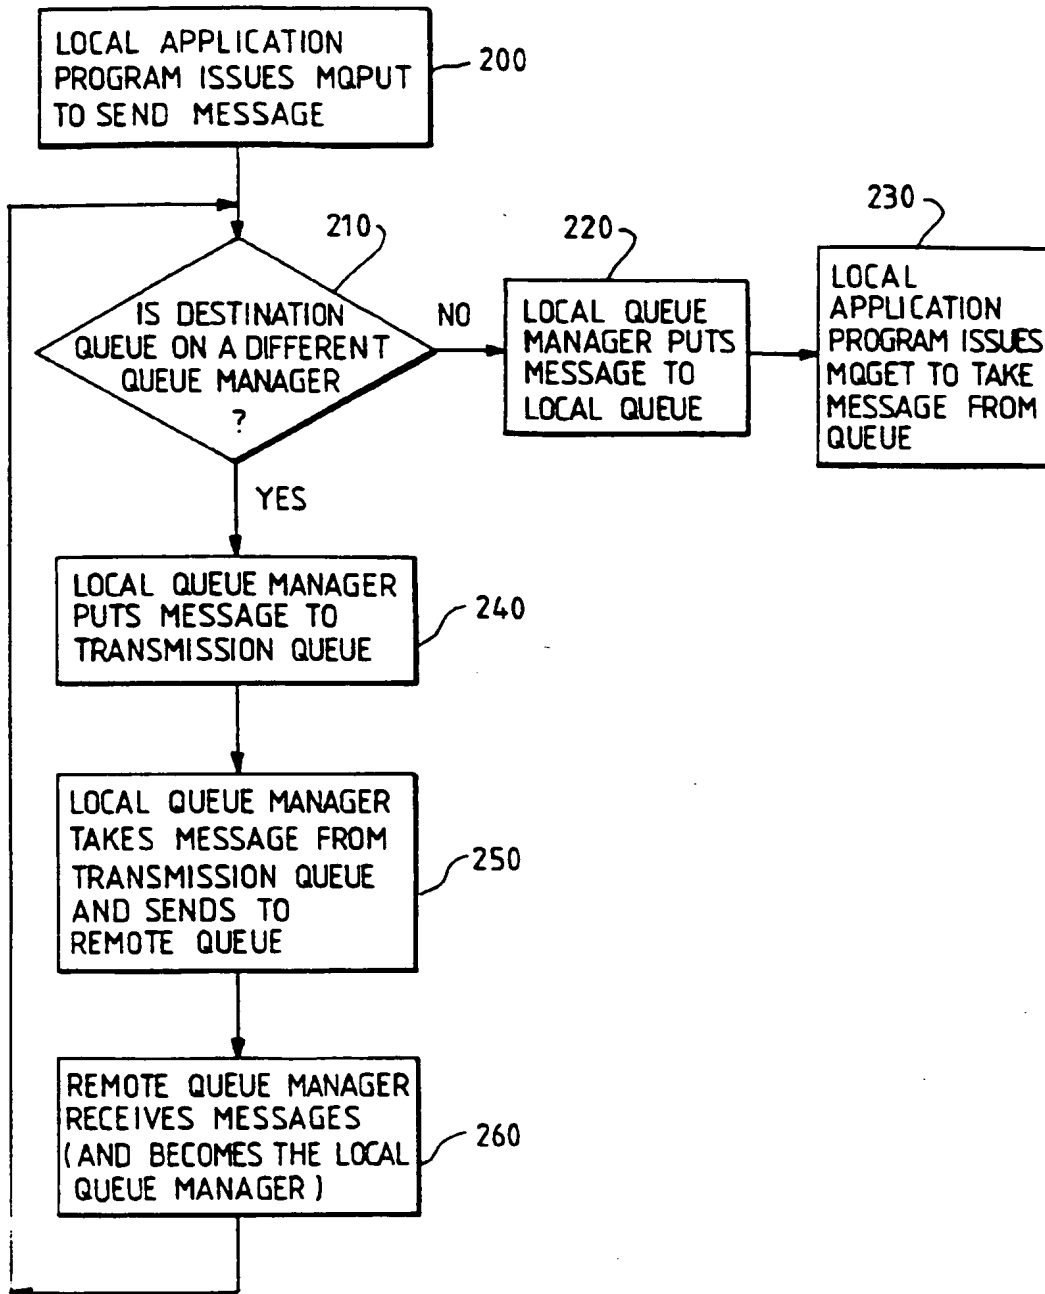 LOCAL APPLICATION
PROGRAM ISSUES MQPUT
TO SEND MESSAGE
200
210
IS DESTINATION
QUEUE ON A DIFFERENT
QUEUE MANAGER
?
NO
YES
220
LOCAL QUEUE
MANAGER PUTS
MESSAGE TO
LOCAL QUEUE
230
LOCAL
APPLICATION
PROGRAM ISSUES
MQGET TO TAKE
MESSAGE FROM
QUEUE
LOCAL QUEUE MANAGER
PUTS MESSAGE TO
TRANSMISSION QUEUE
240
LOCAL QUEUE MANAGER
TAKES MESSAGE FROM
TRANSMISSION QUEUE
AND SENDS TO
REMOTE QUEUE
250
REMOTE QUEUE MANAGER
RECEIVES MESSAGES
(AND BECOMES THE LOCAL
QUEUE MANAGER)
260